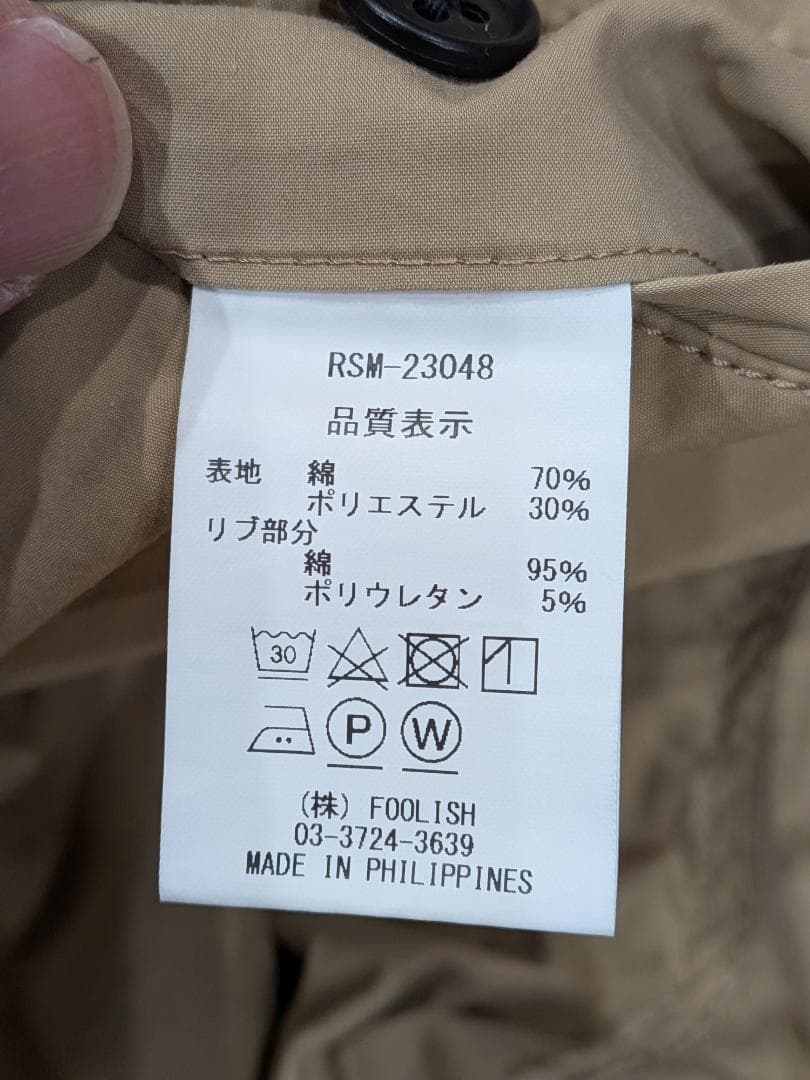 RSM-23048
品質表示
表地 綿 70%
ポリエステル 30%
リブ部分
綿 95%
ポリウレタン 5%
30
P W
(株) FOOLISH
03-3724-3639
MADE IN PHILIPPINES